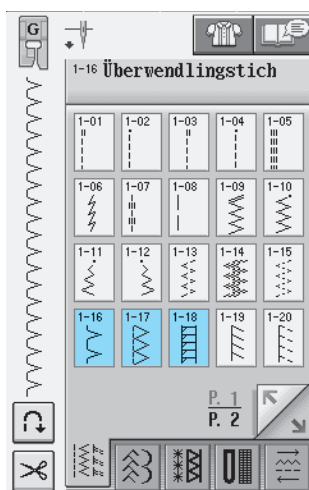 G
1-16 Überwendlingstich
1-01 1-02 1-03 1-04 1-05
1-06 1-07 1-08 1-09 1-10
1-11 1-12 1-13 1-14 1-15
1-16 1-17 1-18 1-19 1-20
P. 1
P. 2